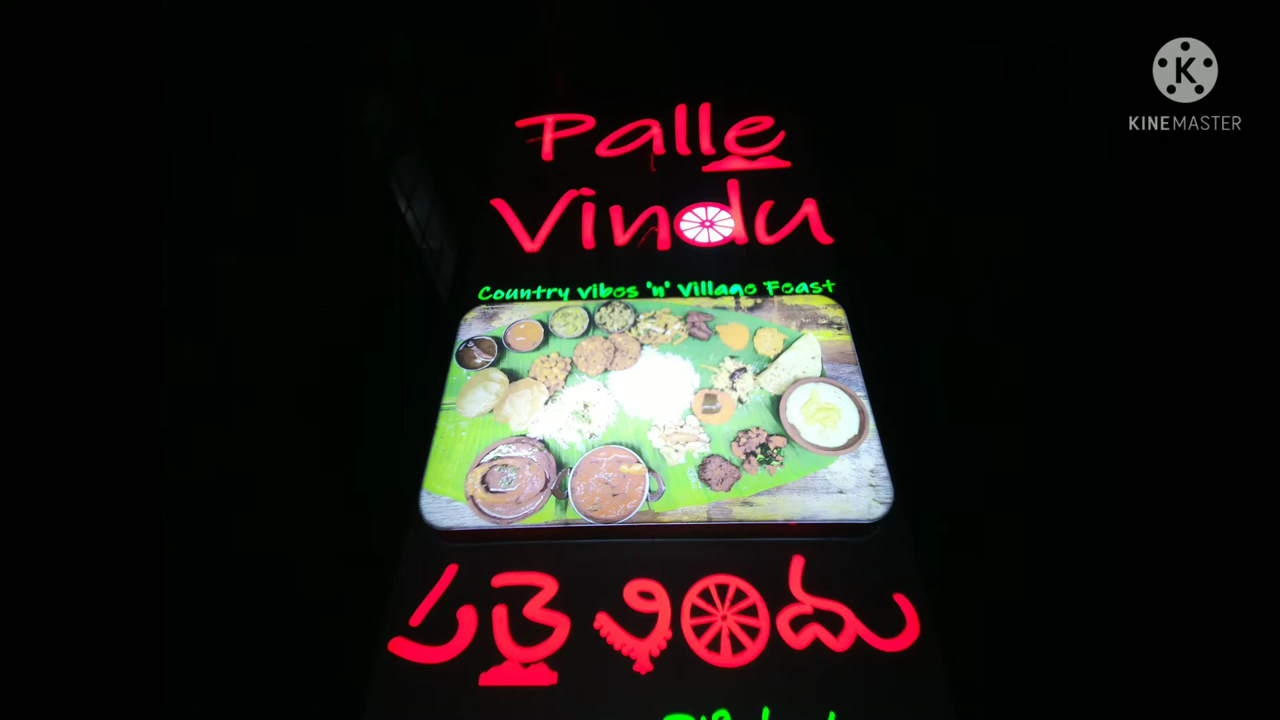 Palle
Vindu
Country Vibes 'n' Village Feast
పల్లె విందు
K
KINEMASTER